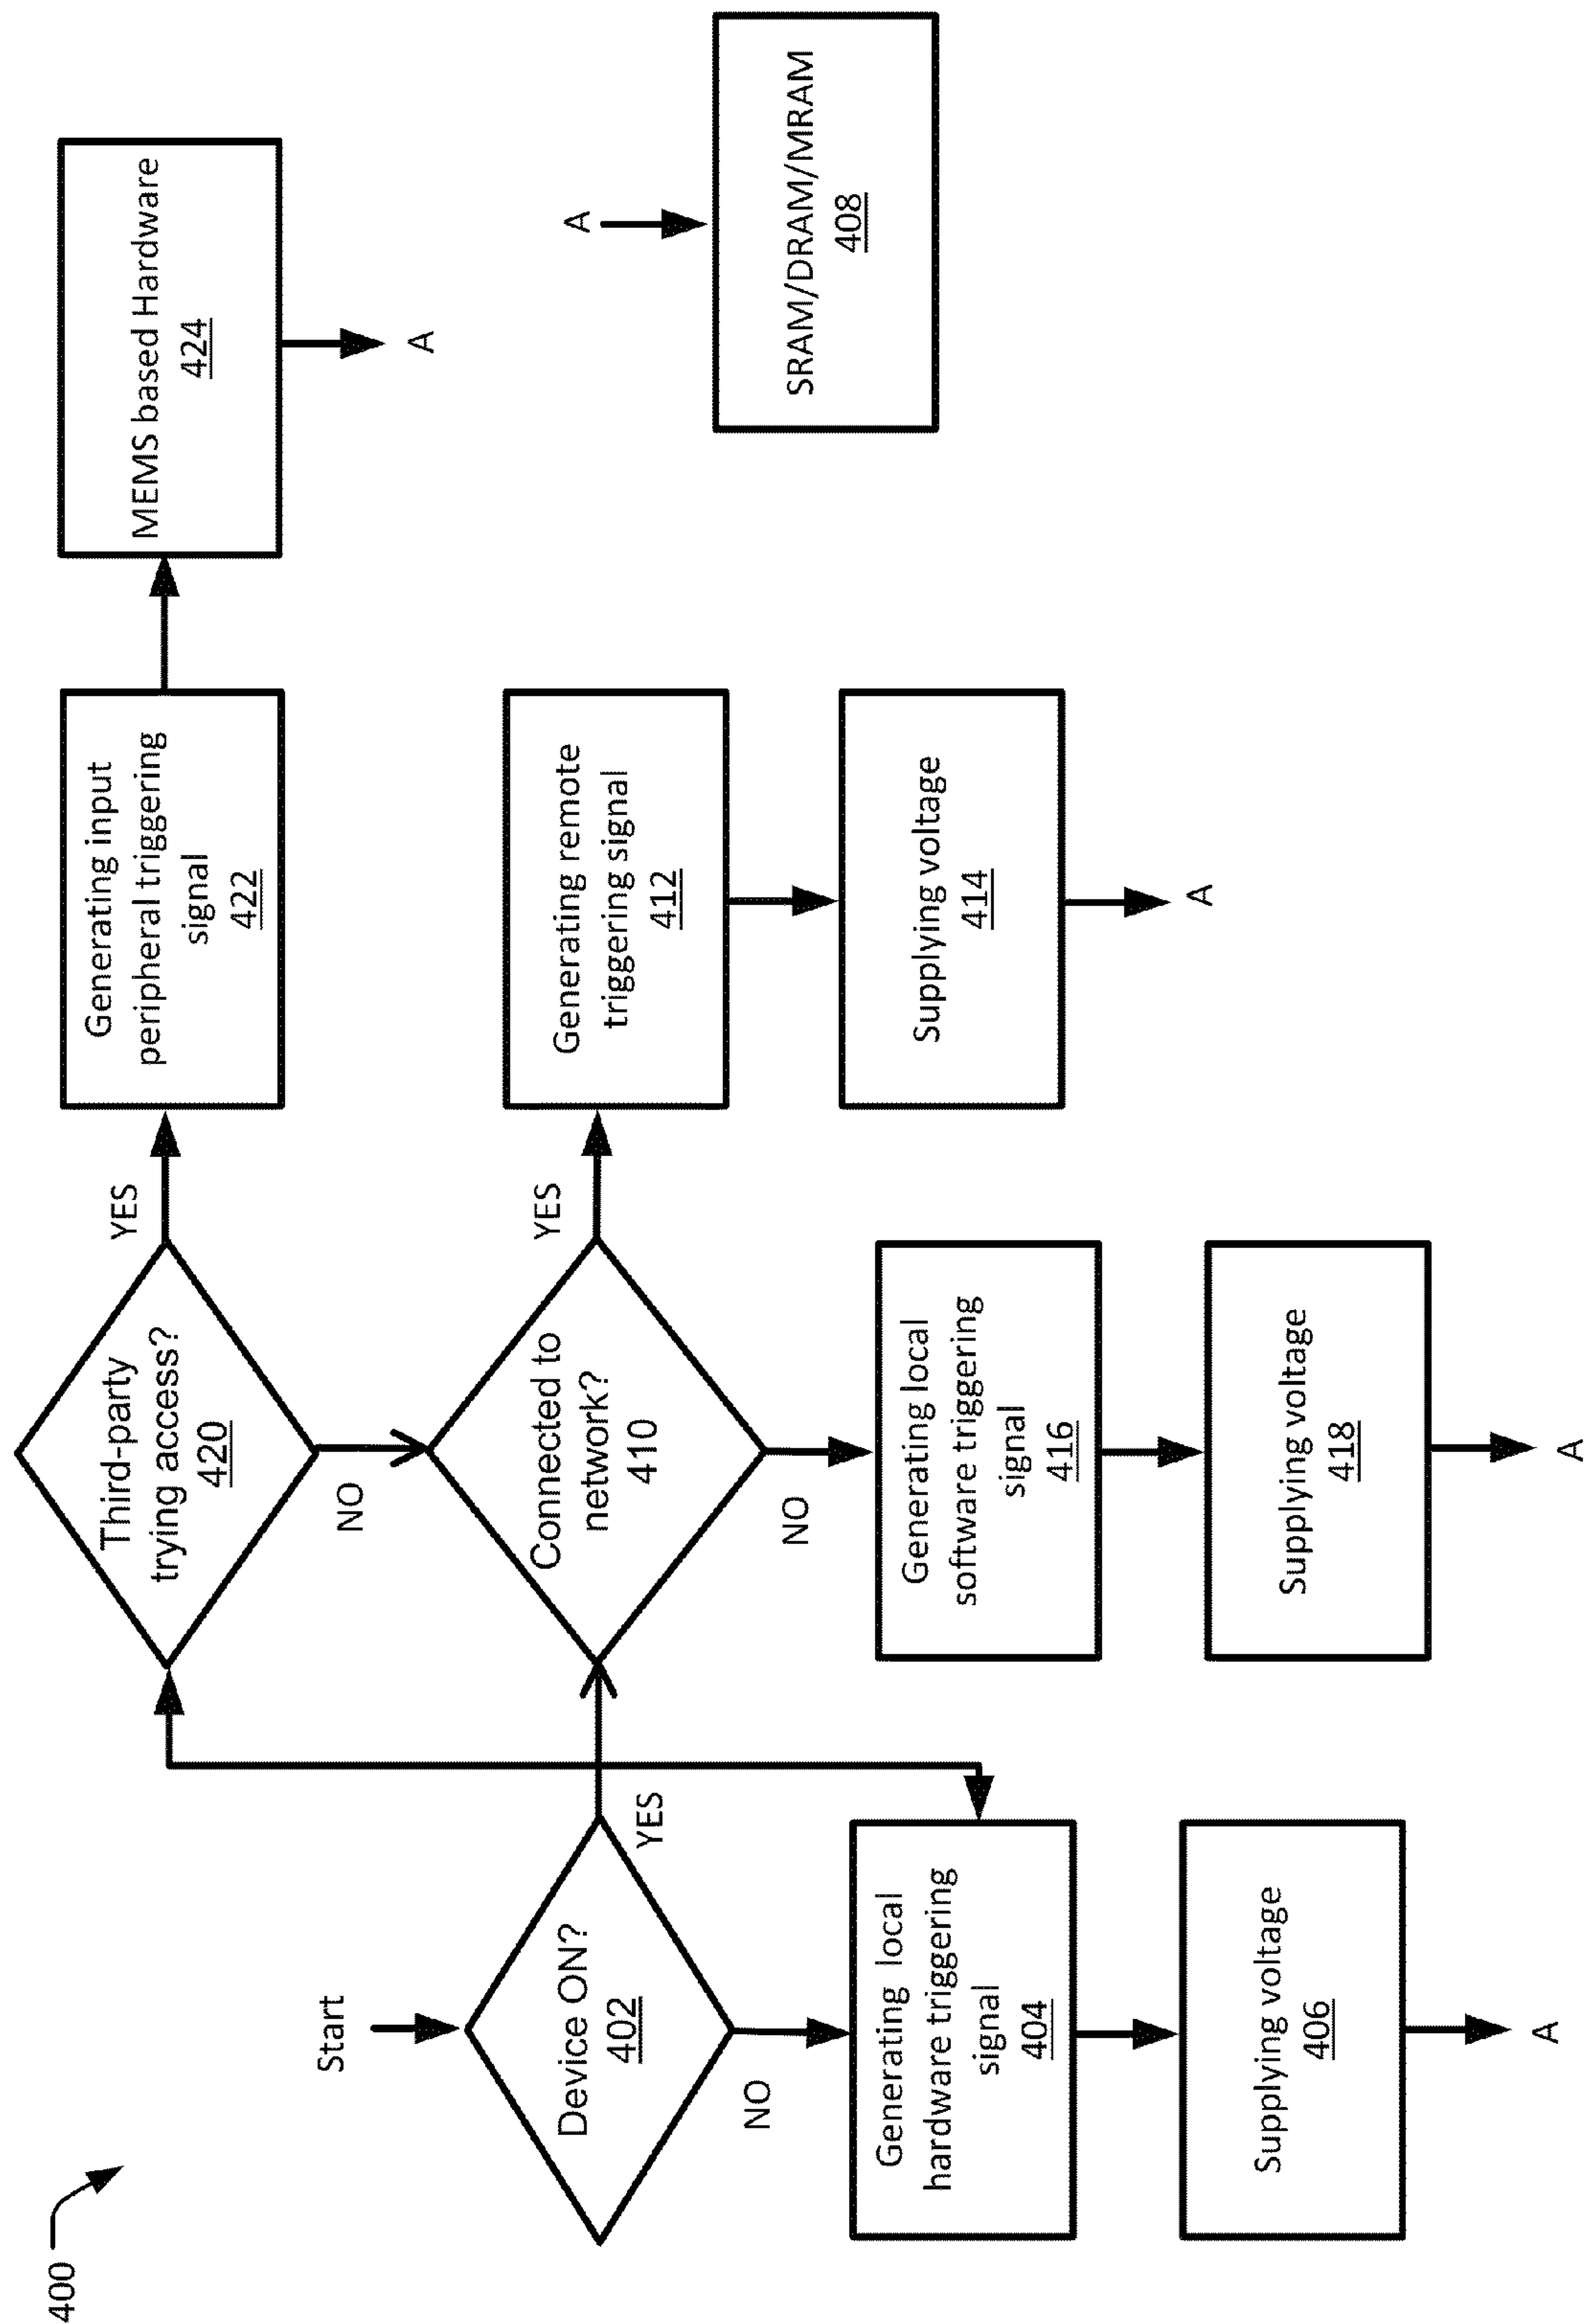 400
Start
Device ON?
402
YES
NO
Generating local
hardware triggering
signal
404
Supplying voltage
406
A
Third-party
trying access?
420
YES
NO
Connected to
network?
410
YES
NO
Generating local
software triggering
signal
416
Supplying voltage
418
A
Generating input
peripheral triggering
signal
422
Generating remote
triggering signal
412
Supplying voltage
414
A
MEMS based Hardware
424
A
A
SRAM/DRAM/MRAM
408